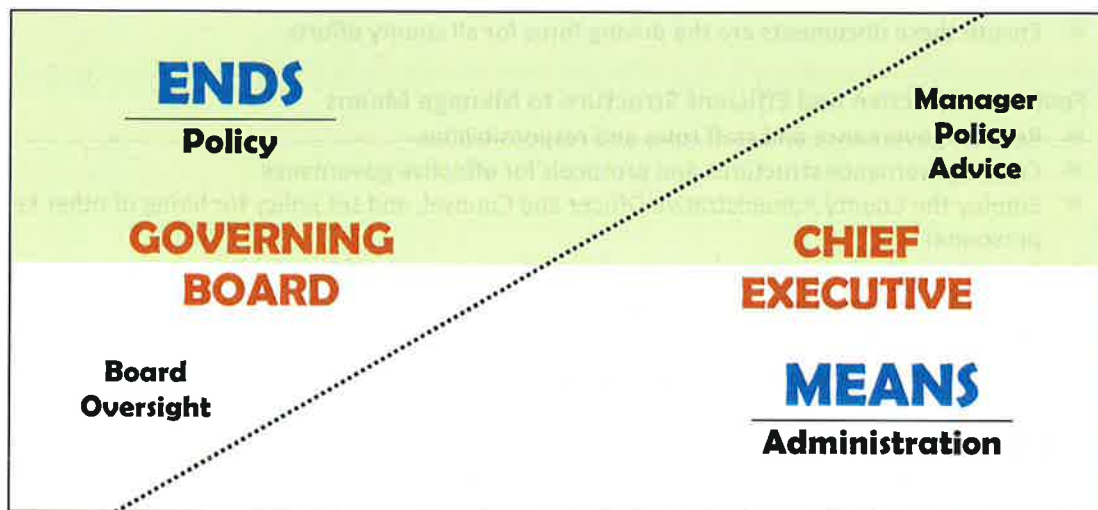 ENDS
Policy
Manager
Policy
Advice
GOVERNING
BOARD
CHIEF
EXECUTIVE
Board
Oversight
MEANS
Administration